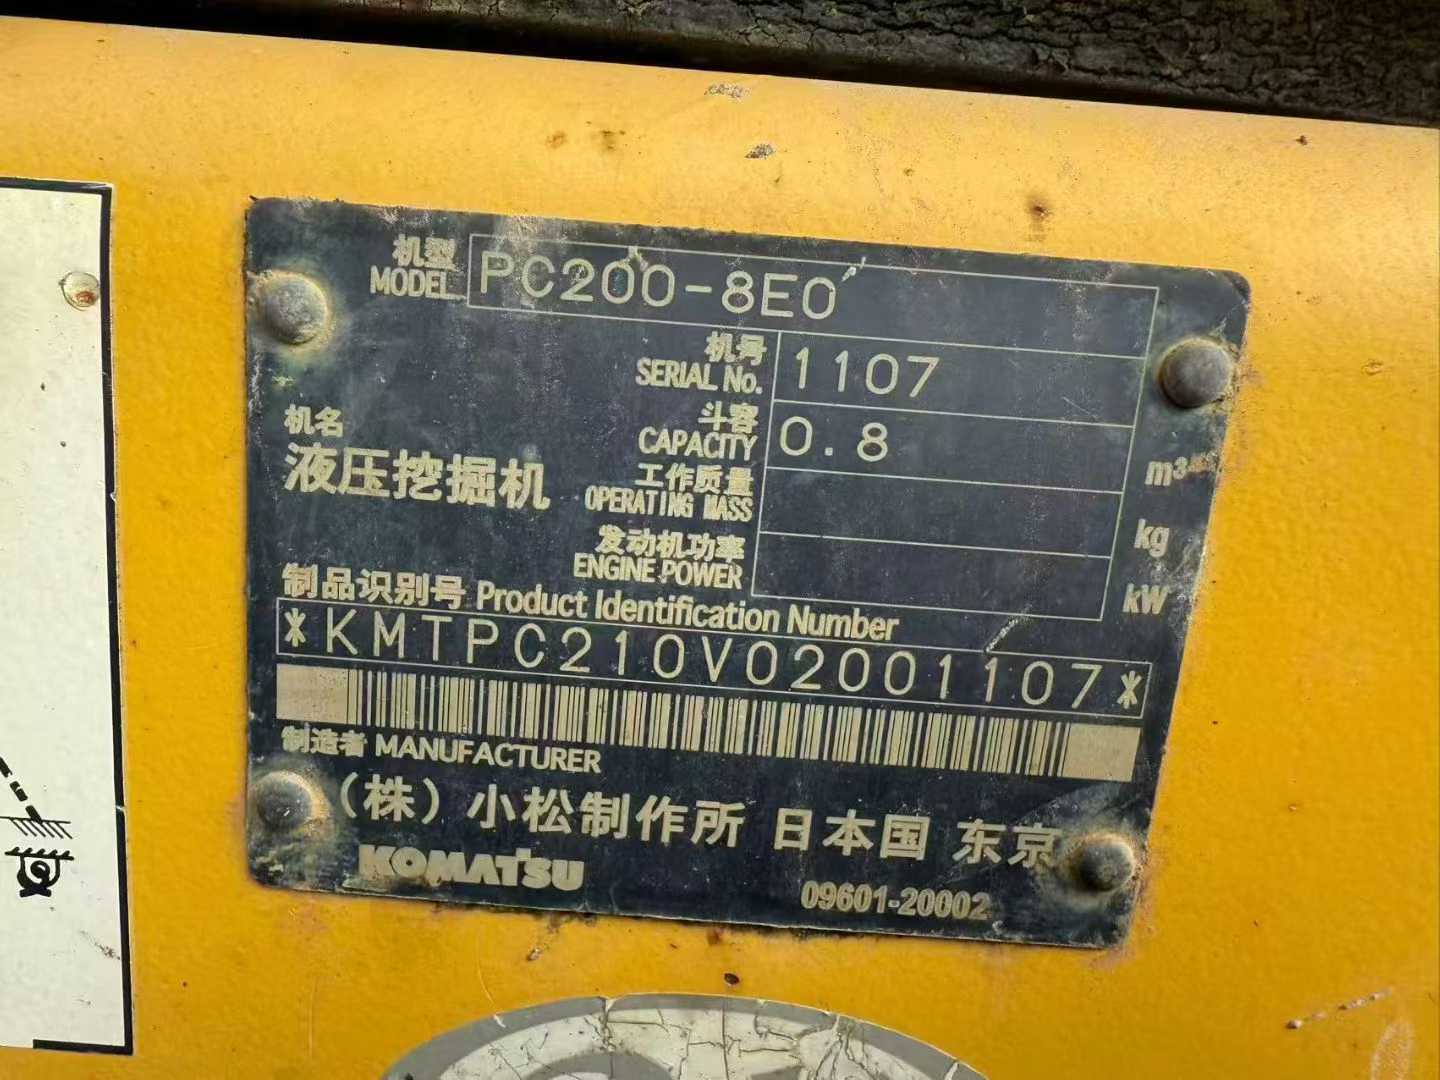 机型
MODEL PC200-8E0
机号
SERIAL No. 1107
斗容
CAPACITY 0.8 m³
机名
液压挖掘机
工作质量
OPERATING MASS kg
发动机功率
ENGINE POWER kW
制品识别号 Product Identification Number
*KMTPC210V02001107*
制造者 MANUFACTURER
(株)小松制作所 日本国 东京
KOMATSU 09601-20002